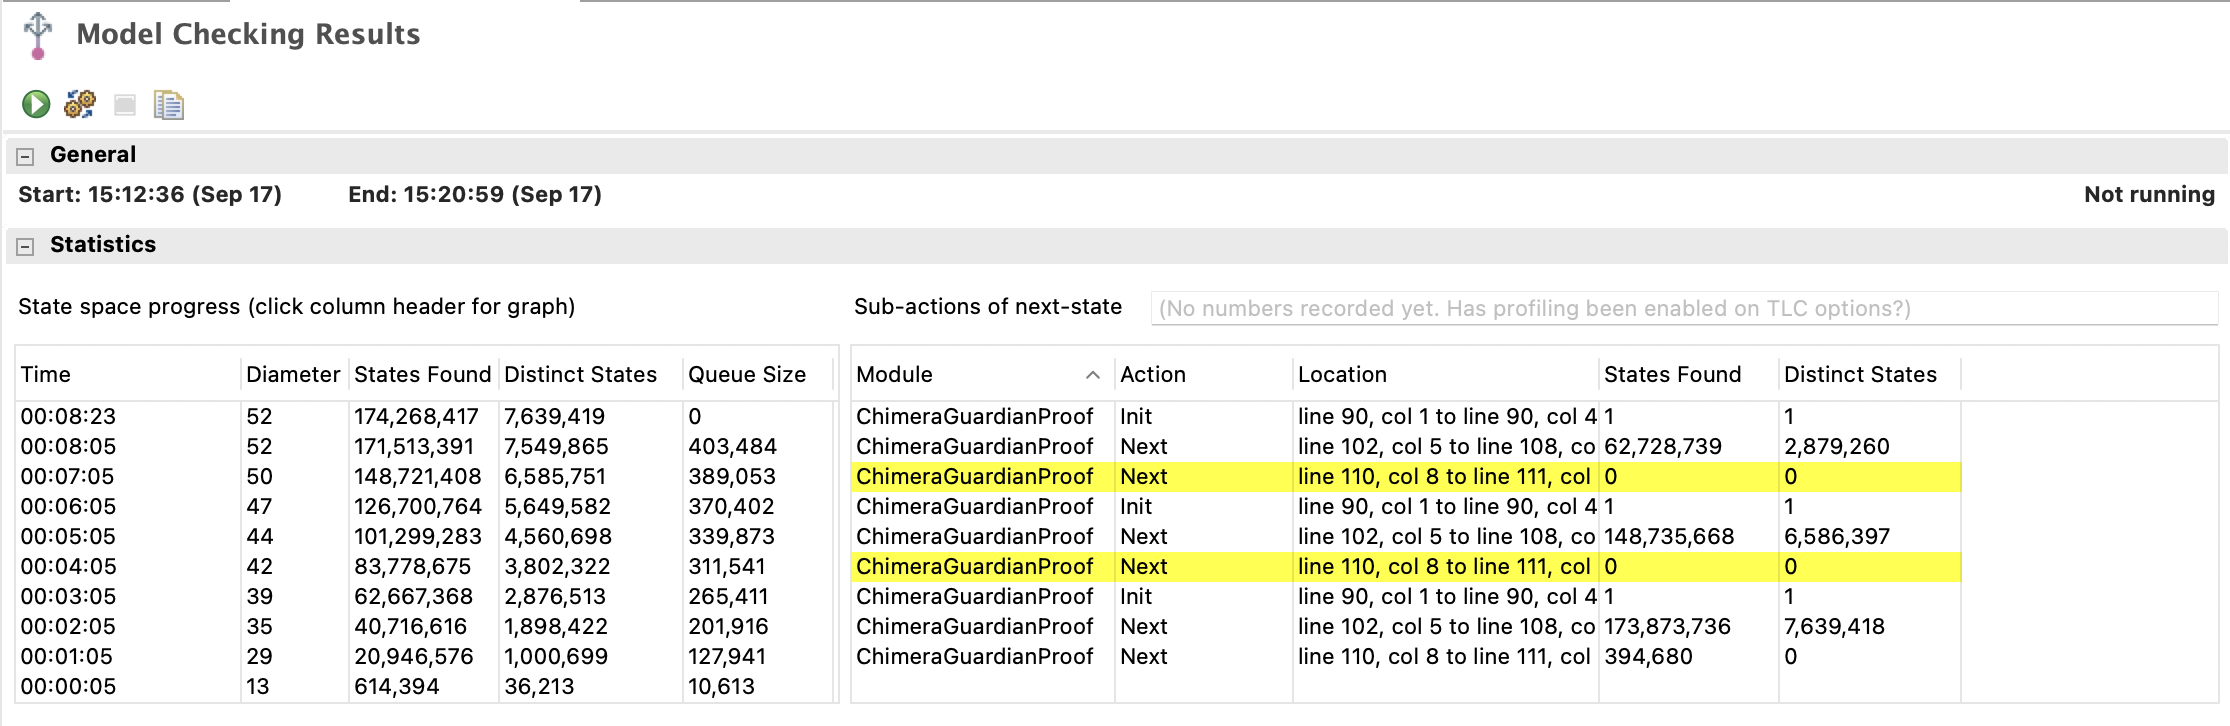 Model Checking Results
General
Start: 15:12:36 (Sep 17) End: 15:20:59 (Sep 17) Not running
Statistics
State space progress (click column header for graph)
Time Diameter States Found Distinct States Queue Size
00:08:23 52 174,268,417 7,639,419 0
00:08:05 52 171,513,391 7,549,865 403,484
00:07:05 50 148,721,408 6,585,751 389,053
00:06:05 47 126,700,764 5,649,582 370,402
00:05:05 44 101,299,283 4,560,698 339,873
00:04:05 42 83,778,675 3,802,322 311,541
00:03:05 39 62,667,368 2,876,513 265,411
00:02:05 35 40,716,616 1,898,422 201,916
00:01:05 29 20,946,576 1,000,699 127,941
00:00:05 13 614,394 36,213 10,613
Sub-actions of next-state (No numbers recorded yet. Has profiling been enabled on TLC options?)
Module Action Location States Found Distinct States
ChimeraGuardianProof Init line 90, col 1 to line 90, col 4 1 1
ChimeraGuardianProof Next line 102, col 5 to line 108, co 62,728,739 2,879,260
ChimeraGuardianProof Next line 110, col 8 to line 111, col 0 0
ChimeraGuardianProof Init line 90, col 1 to line 90, col 4 1 1
ChimeraGuardianProof Next line 102, col 5 to line 108, co 148,735,668 6,586,397
ChimeraGuardianProof Next line 110, col 8 to line 111, col 0 0
ChimeraGuardianProof Init line 90, col 1 to line 90, col 4 1 1
ChimeraGuardianProof Next line 102, col 5 to line 108, co 173,873,736 7,639,418
ChimeraGuardianProof Next line 110, col 8 to line 111, col 394,680 0